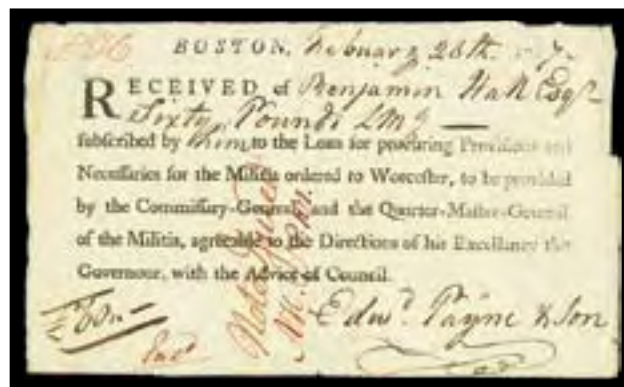 BOSTON, Febuary 28th. 7
RECEIVED of Benjamin Hall Esqr
Sixty Pounds LMy
ſubſcribed by him, to the Loan for procuring Proviſions and
Neceſſaries for the Militia ordered to Worceſter, to be provided
by the Commiſſary-General, and the Quarter-Maſter-General
of the Militia, agreeable to the Directions of his Excellency the
Governour, with the Advice of Council.
Edwd. Payne & Son
£60